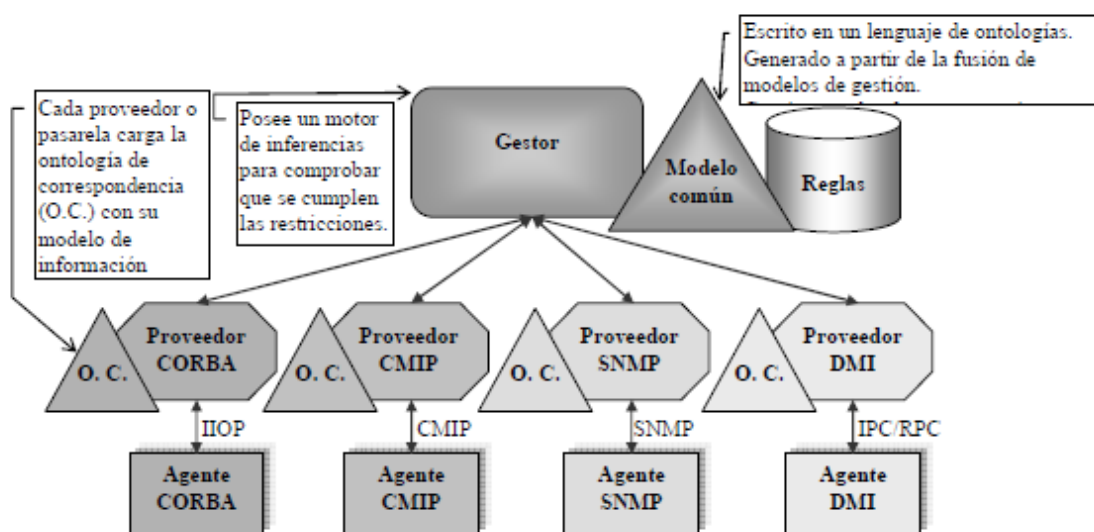 Escrito en un lenguaje de ontologías.
Generado a partir de la fusión de
modelos de gestión.
Cada proveedor o
pasarela carga la
ontología de
correspondencia
(O.C.) con su
modelo de
información
Posee un motor
de inferencias
para comprobar
que se cumplen
las restricciones.
Gestor
Modelo
común
Reglas
O. C.
Proveedor
CORBA
O. C.
Proveedor
CMIP
O. C.
Proveedor
SNMP
O. C.
Proveedor
DMI
IIOP
CMIP
SNMP
IPC/RPC
Agente
CORBA
Agente
CMIP
Agente
SNMP
Agente
DMI